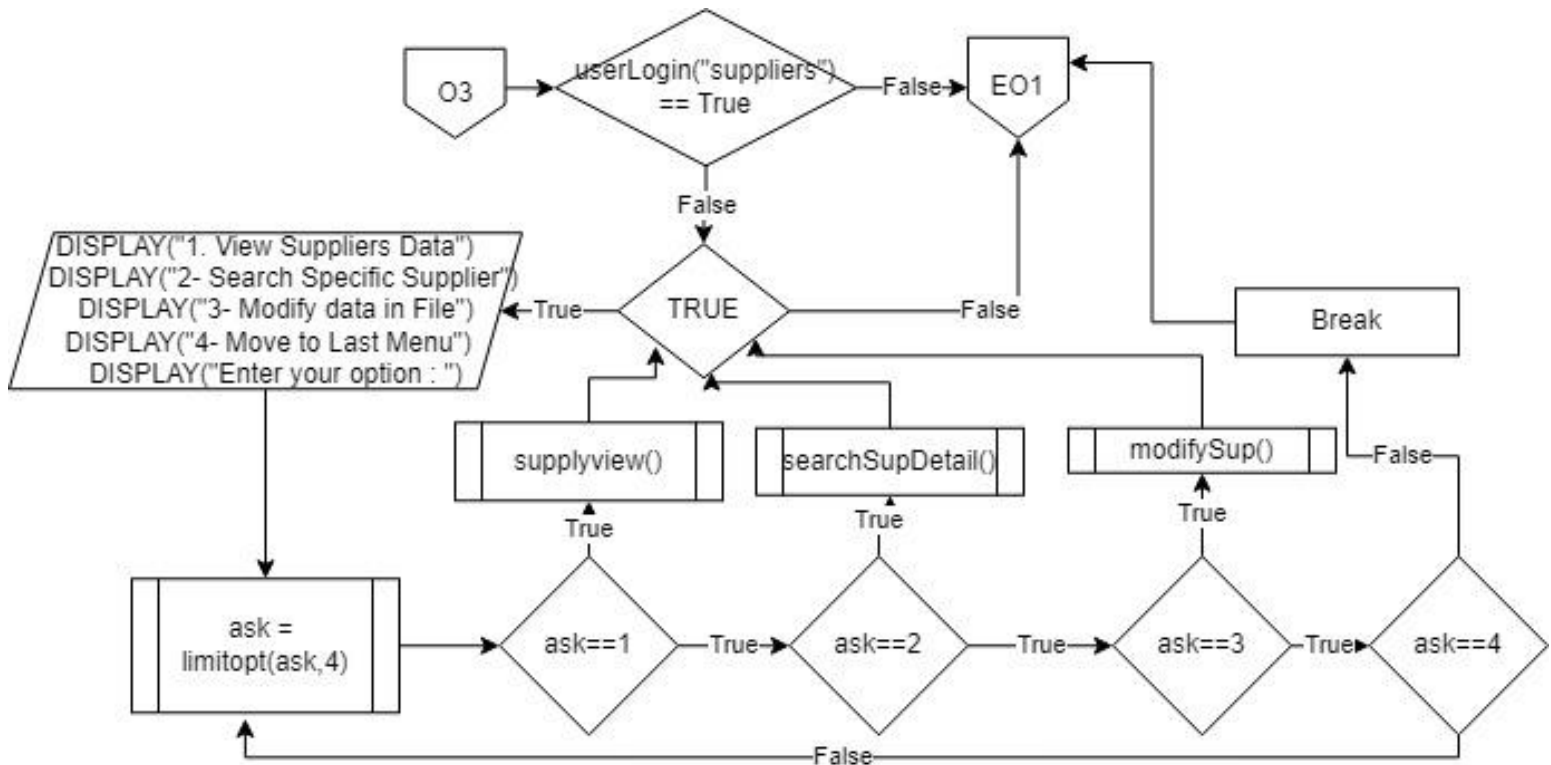 O3
userLogin("suppliers")
== True
False
EO1
False
DISPLAY("1. View Suppliers Data")
DISPLAY("2- Search Specific Supplier")
DISPLAY("3- Modify data in File")
DISPLAY("4- Move to Last Menu")
DISPLAY("Enter your option : ")
True
TRUE
False
Break
supplyview()
searchSupDetail()
modifySup()
False
True
True
True
ask =
limitopt(ask,4)
ask==1
True
ask==2
True
ask==3
True
ask==4
False